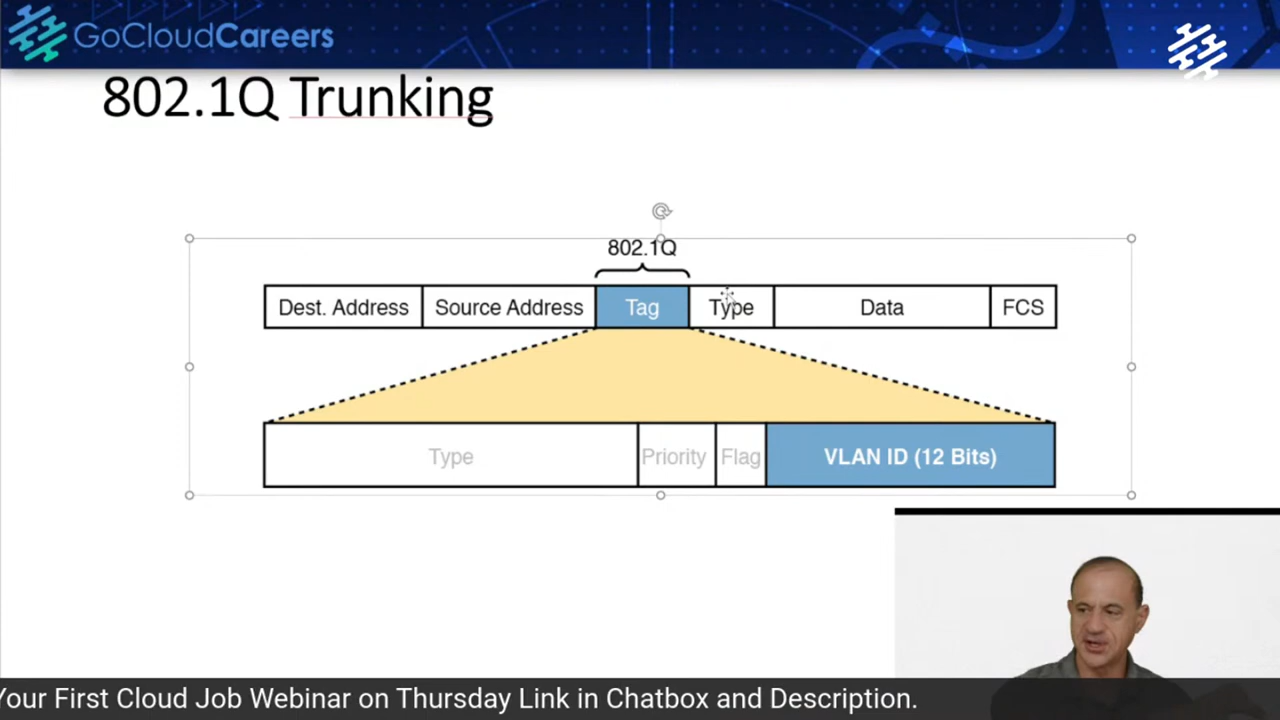 GoCloudCareers
802.1Q Trunking
802.1Q
Dest. Address Source Address Tag Type Data FCS
Type Priority Flag VLAN ID (12 Bits)
Your First Cloud Job Webinar on Thursday Link in Chatbox and Description.